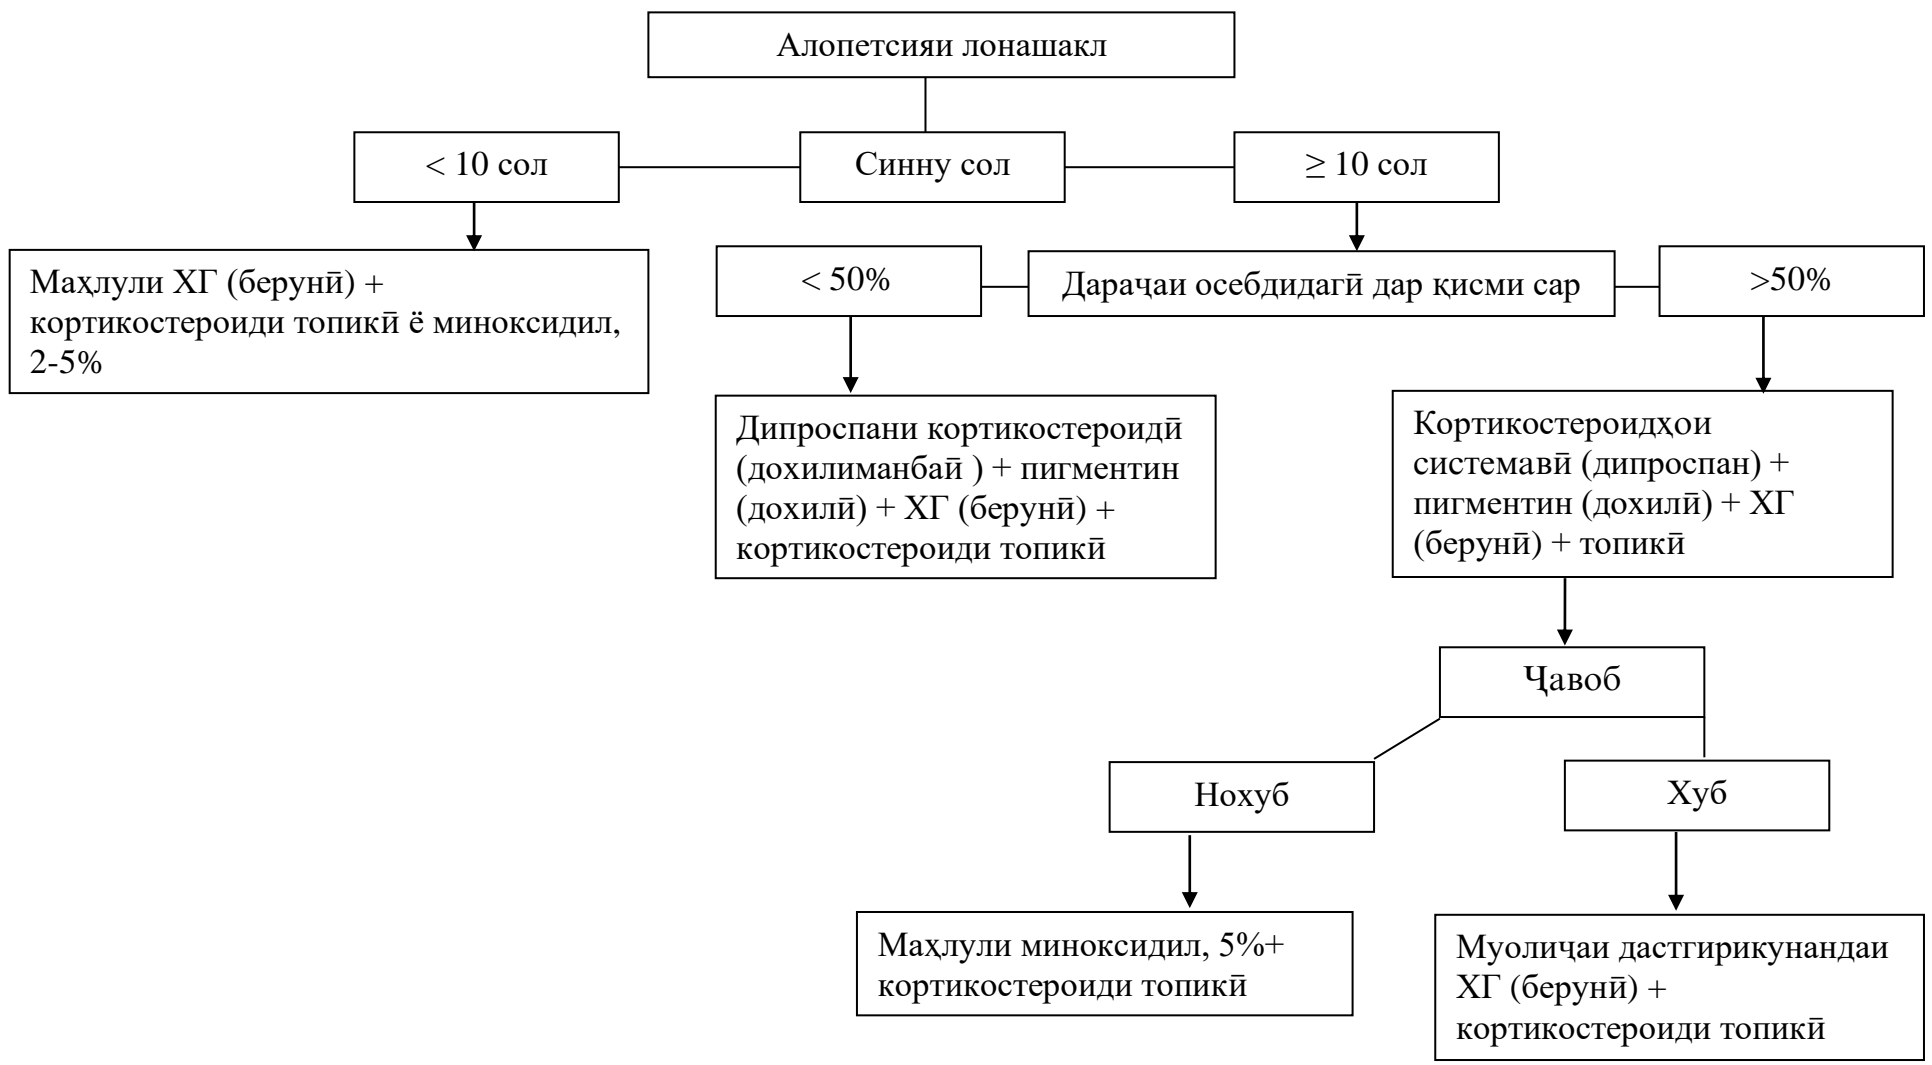 Алопетсияи лонашакл
< 10 сол
Синну сол
≥ 10 сол
Маҳлули ХГ (берунӣ) +
кортикостероиди топикӣ ё миноксидил,
2-5%
< 50%
Дараҷаи осебдидагӣ дар қисми сар
>50%
Дипроспани кортикостероидӣ
(дохилиманбаӣ ) + пигментин
(дохилӣ) + ХГ (берунӣ) +
кортикостероиди топикӣ
Кортикостероидҳои
системавӣ (дипроспан) +
пигментин (дохилӣ) + ХГ
(берунӣ) + топикӣ
Ҷавоб
Нохуб
Хуб
Маҳлули миноксидил, 5%+
кортикостероиди топикӣ
Муолиҷаи дастгирикунандаи
ХГ (берунӣ) +
кортикостероиди топикӣ